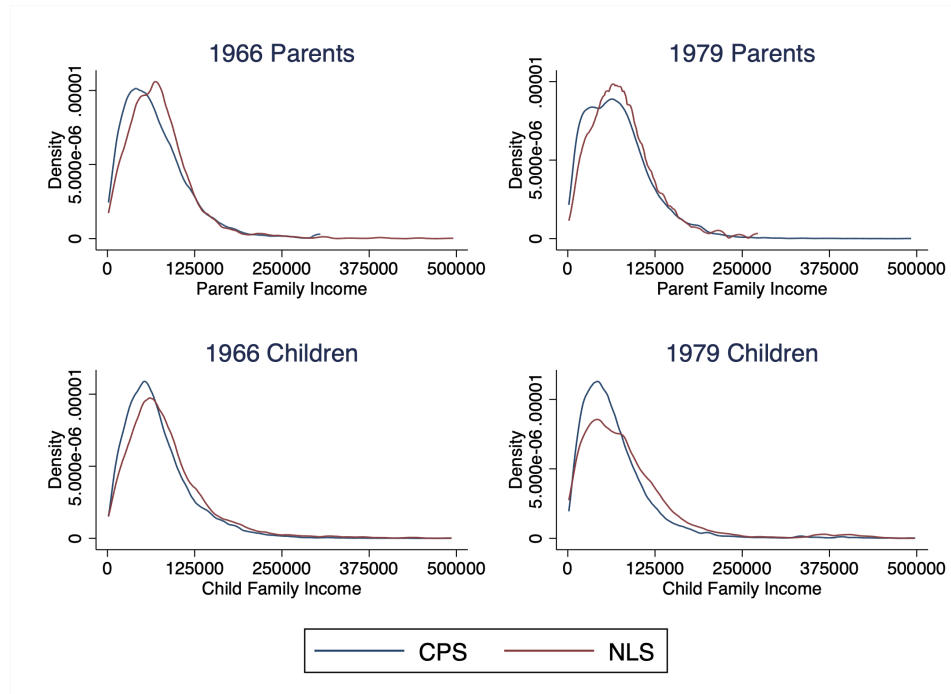 1966 Parents
Density
0 5.000e-06 .00001
0 125000 250000 375000 500000
Parent Family Income
1979 Parents
Density
0 5.000e-06 .00001
0 125000 250000 375000 500000
Parent Family Income
1966 Children
Density
0 5.000e-06 .00001
0 125000 250000 375000 500000
Child Family Income
1979 Children
Density
0 5.000e-06 .00001
0 125000 250000 375000 500000
Child Family Income
CPS NLS